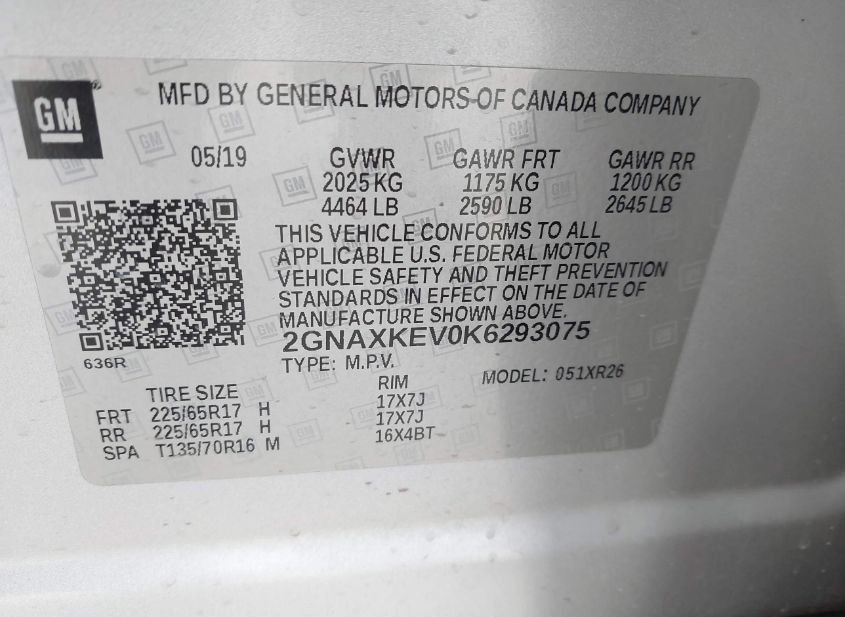 GM
MFD BY GENERAL MOTORS OF CANADA COMPANY
05/19 GVWR GAWR FRT GAWR RR
2025 KG 1175 KG 1200 KG
4464 LB 2590 LB 2645 LB
THIS VEHICLE CONFORMS TO ALL
APPLICABLE U.S. FEDERAL MOTOR
VEHICLE SAFETY AND THEFT PREVENTION
STANDARDS IN EFFECT ON THE DATE OF
MANUFACTURE SHOWN ABOVE.
2GNAXKEV0K6293075
636R
TYPE: M.P.V. MODEL: 051XR26
TIRE SIZE RIM
FRT 225/65R17 H 17X7J
RR 225/65R17 H 17X7J
SPA T135/70R16 M 16X4BT